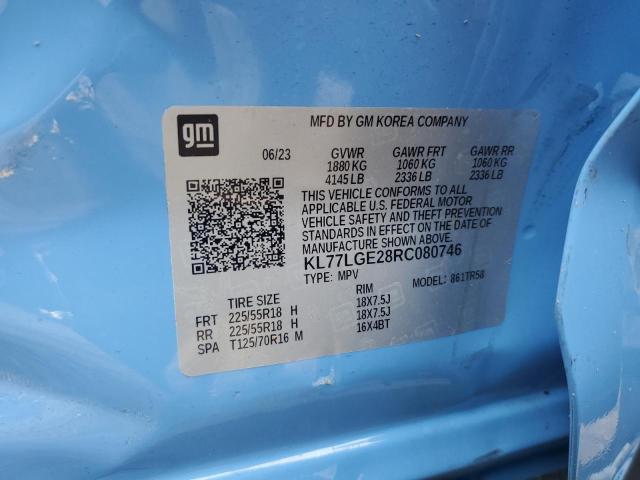 gm
MFD BY GM KOREA COMPANY
06/23 GVWR GAWR FRT GAWR RR
1880 KG 1060 KG 1060 KG
4145 LB 2336 LB 2336 LB
THIS VEHICLE CONFORMS TO ALL
APPLICABLE U.S. FEDERAL MOTOR
VEHICLE SAFETY AND THEFT PREVENTION
STANDARDS IN EFFECT ON THE DATE OF
MANUFACTURE SHOWN ABOVE.
KL77LGE28RC080746
TYPE: MPV MODEL: 861TR58
TIRE SIZE RIM
FRT 225/55R18 H 18X7.5J
RR 225/55R18 H 18X7.5J
SPA T125/70R16 M 16X4BT